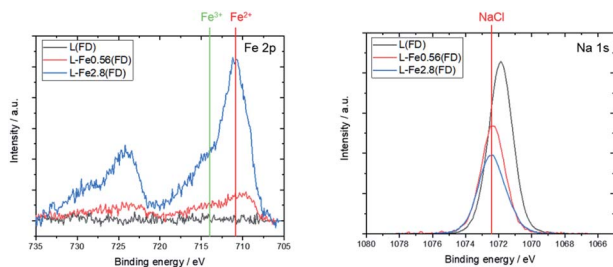 Fe³⁺ Fe²⁺
L(FD)
L-Fe0.56(FD)
L-Fe2.8(FD)
Fe 2p
Intensity / a.u.
735 730 725 720 715 710 705
Binding energy / eV
NaCl
L(FD)
L-Fe0.56(FD)
L-Fe2.8(FD)
Na 1s
Intensity / a.u.
1080 1078 1076 1074 1072 1070 1068 1066
Binding energy / eV